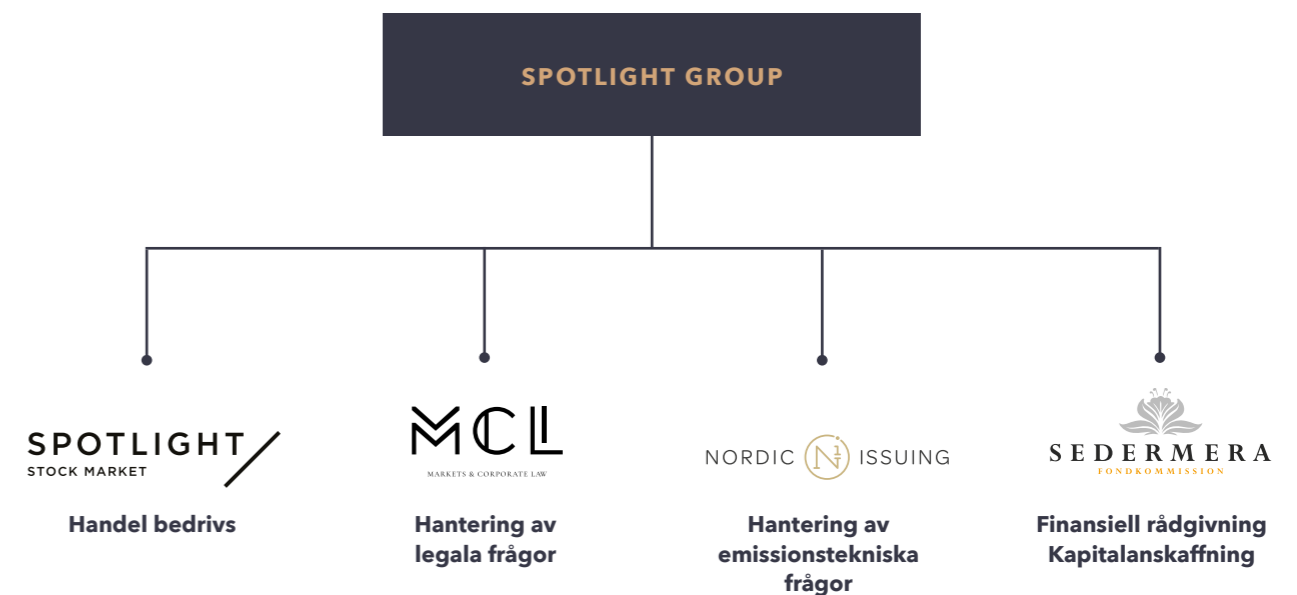 SPOTLIGHT GROUP
SPOTLIGHT
STOCK MARKET
Handel bedrivs
MCL
MARKETS & CORPORATE LAW
Hantering av
legala frågor
NORDIC NI ISSUING
Hantering av
emissionstekniska
frågor
SEDERMERA
FONDKOMMISSION
Finansiell rådgivning
Kapitalanskaffning